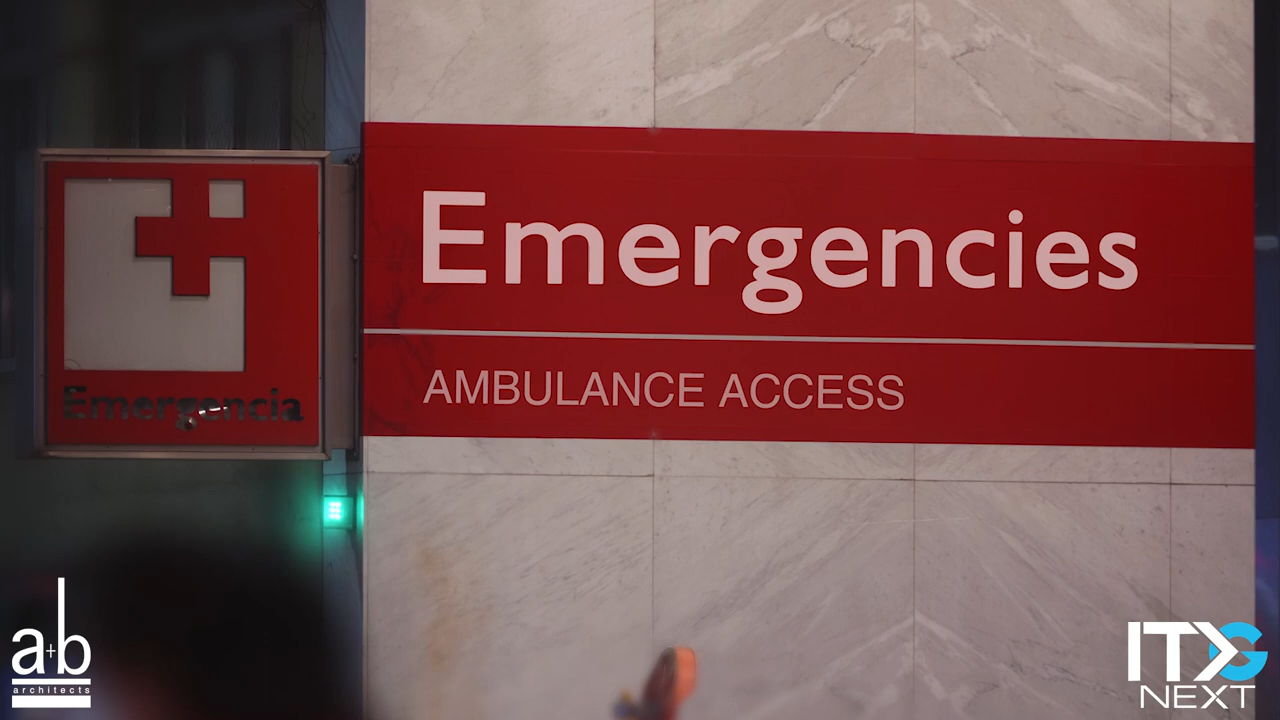 Emergencies
AMBULANCE ACCESS
Emergencia
a+b
architects
ITG
NEXT